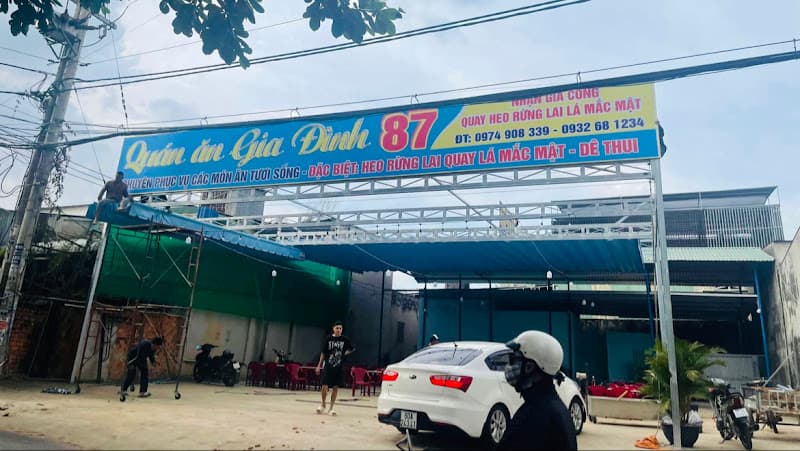 Quán ăn Gia Đình 87
NHẬN GIA CÔNG
QUAY HEO RỪNG LAI LÁ MẮC MẬT
ĐT: 0974 908 339 - 0932 68 1234
CHUYÊN PHỤC VỤ CÁC MÓN ĂN TƯƠI SỐNG - ĐẶC BIỆT: HEO RỪNG LAI QUAY LÁ MẮC MẬT - DÊ THUI